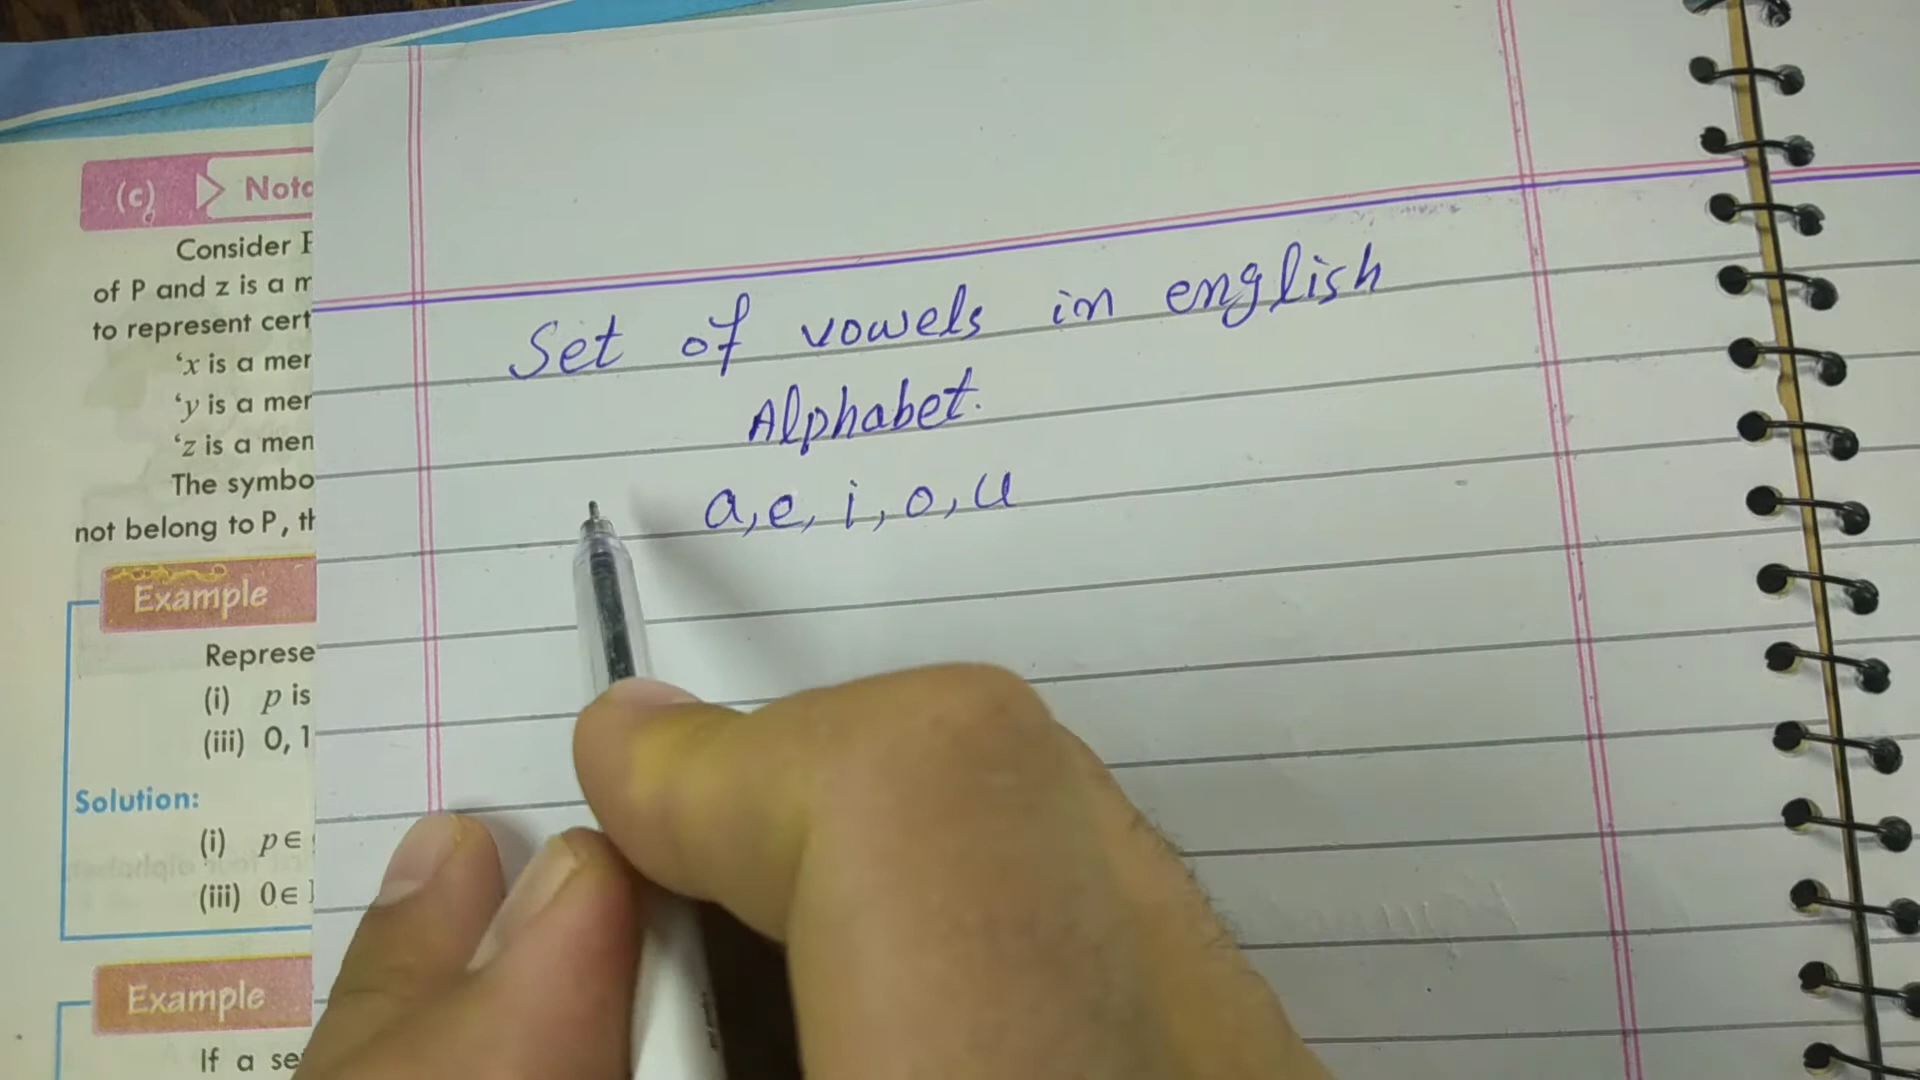 (c) Nota
Consider P
of P and z is a m
to represent cert
‘x is a mer
‘y is a mer
‘z is a men
The symbo
not belong to P, th
Example
Represe
(i) p is
(iii) 0, 1
Solution:
(i) p∈
(iii) 0∈
Example
If a se
Set of vowels in english
Alphabet.
a, e, i, o, u